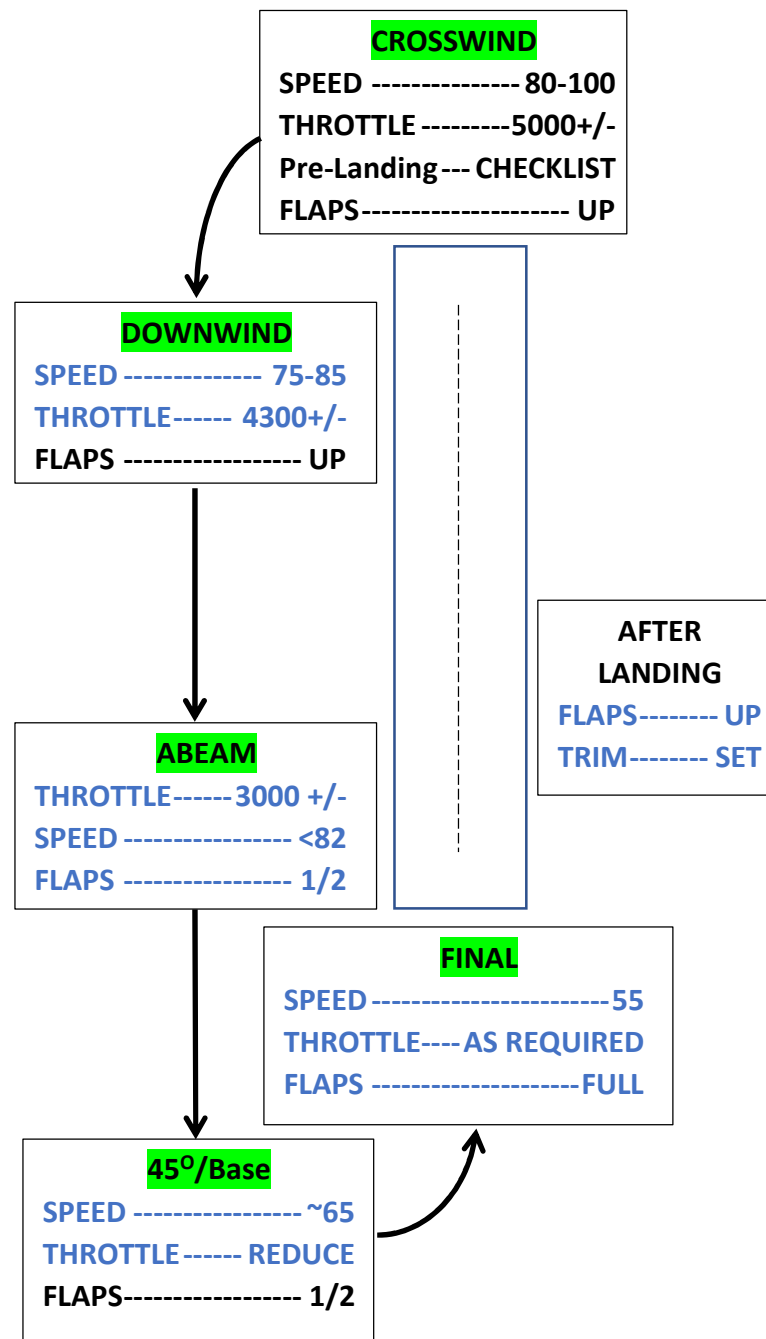 CROSSWIND
SPEED --------------- 80-100
THROTTLE ---------5000+/-
Pre-Landing --- CHECKLIST
FLAPS--------------------- UP
DOWNWIND
SPEED -------------- 75-85
THROTTLE ------ 4300+/-
FLAPS ------------------ UP
ABEAM
THROTTLE ------ 3000 +/-
SPEED ----------------- <82
FLAPS ----------------- 1/2
AFTER
LANDING
FLAPS-------- UP
TRIM-------- SET
FINAL
SPEED ------------------------ 55
THROTTLE---- AS REQUIRED
FLAPS ---------------------FULL
45⁰/Base
SPEED ----------------- ~65
THROTTLE ------ REDUCE
FLAPS------------------ 1/2